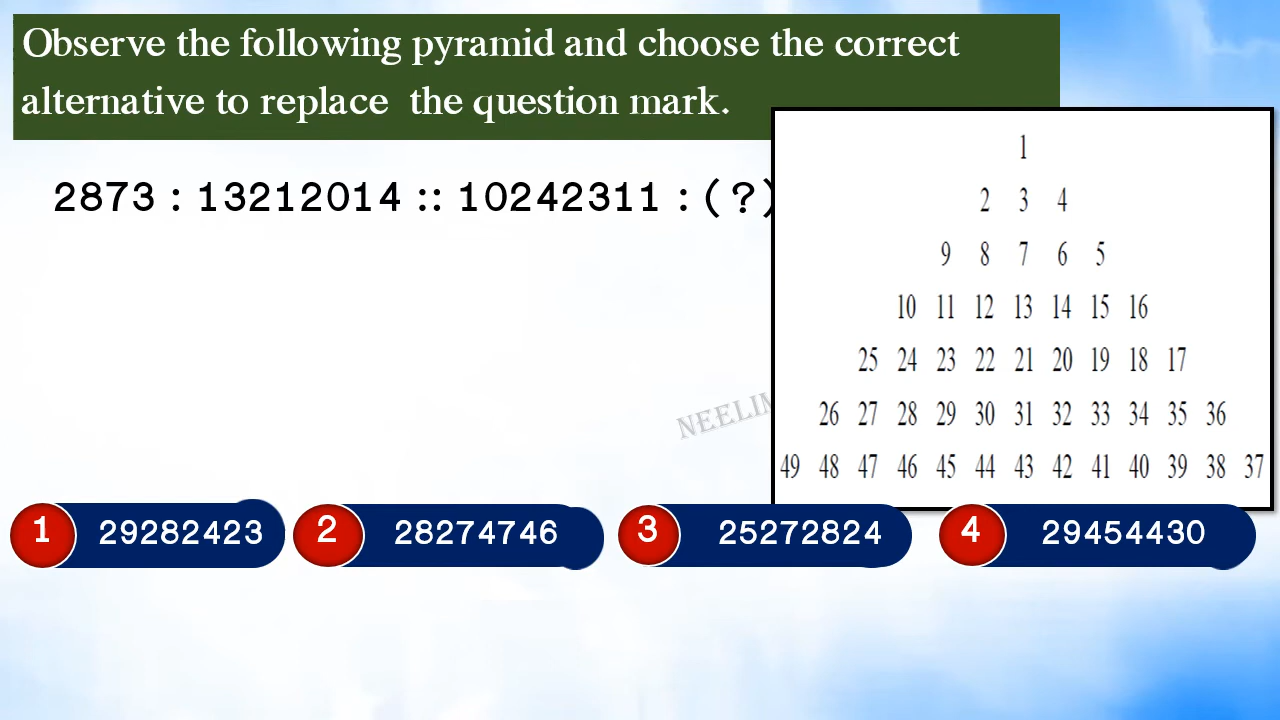 Observe the following pyramid and choose the correct
alternative to replace the question mark.
2873 : 13212014 :: 10242311 : (?)
1
2 3 4
9 8 7 6 5
10 11 12 13 14 15 16
25 24 23 22 21 20 19 18 17
26 27 28 29 30 31 32 33 34 35 36
49 48 47 46 45 44 43 42 41 40 39 38 37
NEELIM
1 29282423
2 28274746
3 25272824
4 29454430